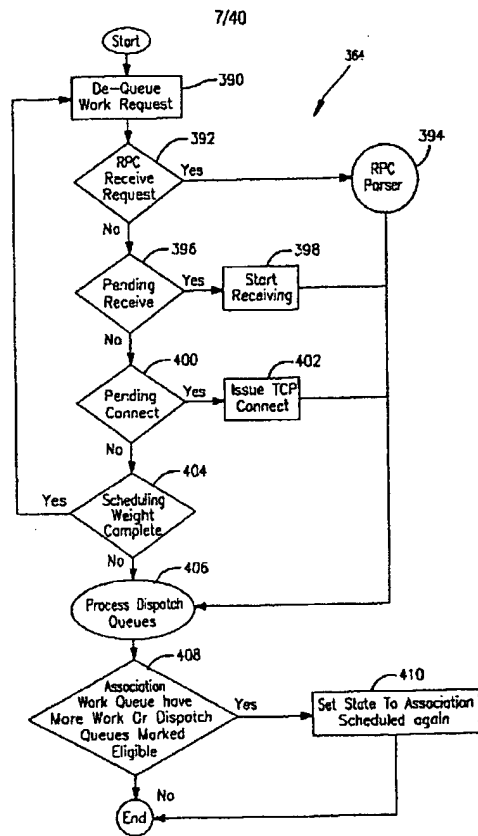 7/40
Start
364
390
De-Queue
Work Request
392
394
RPC
Receive
Request
Yes
RPC
Parser
No
396
398
Pending
Receive
Yes
Start
Receiving
No
400
402
Pending
Connect
Yes
Issue TCP
Connect
No
404
Yes
Scheduling
Weight
Complete
No
406
Process Dispatch
Queues
408
Association
Work Queue have
More Work Or Dispatch
Queues Marked
Eligible
Yes
410
Set State To Association
Scheduled again
No
End